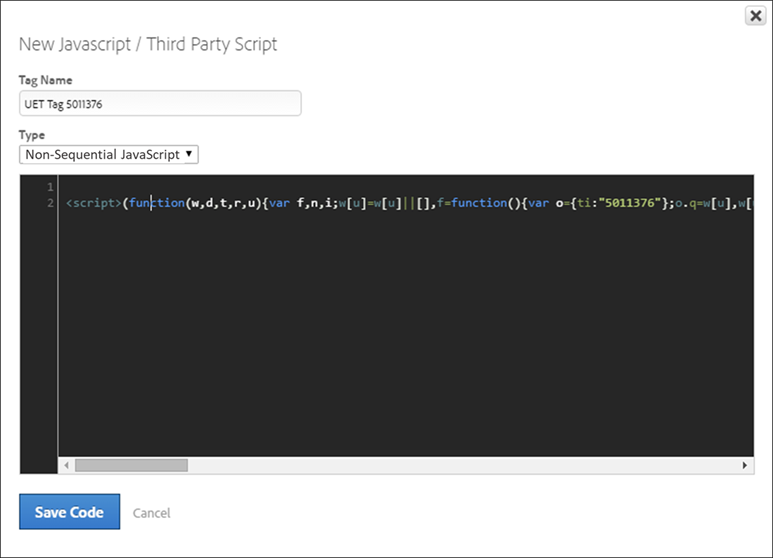 New Javascript / Third Party Script
Tag Name
UET Tag 5011376
Type
Non-Sequential JavaScript
1
2 <script>(function(w,d,t,r,u){var f,n,i;w[u]=w[u]||[],f=function(){var o={ti:"5011376"};o.q=w[u],w[
Save Code
Cancel